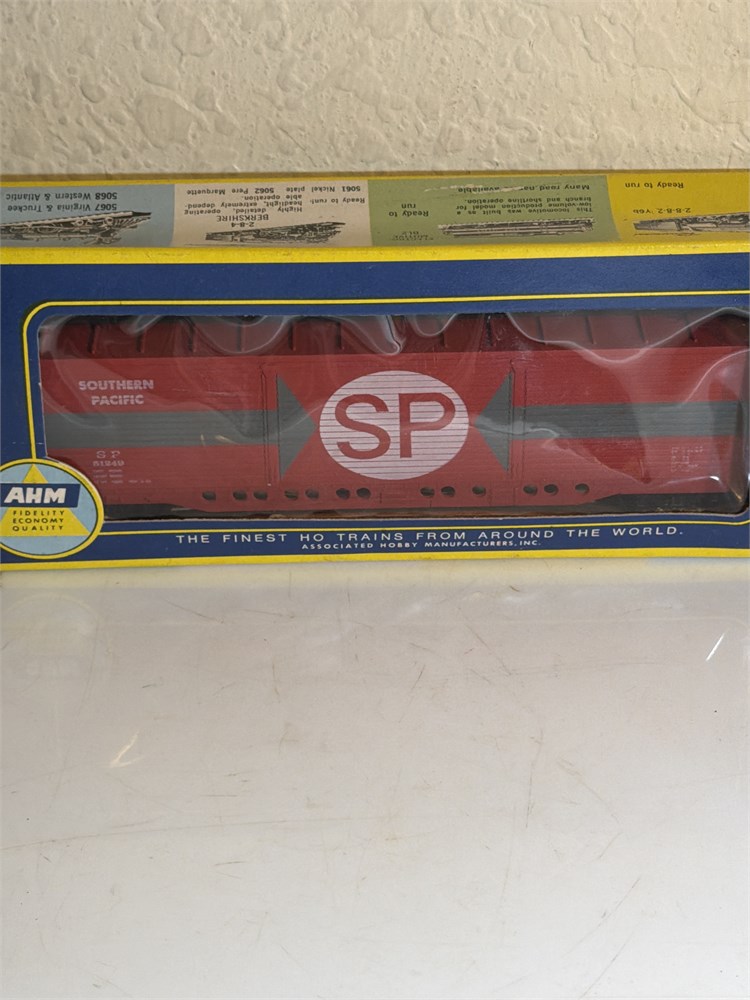 5068 Western & Atlantic
5067 Virginia & Truckee
Ready to run!
5061 Nickel plate 5062 Pere Marquette
Highly detailed, operating headlight, extremely dependable operation.
2-8-4
BERKSHIRE
Many road names available
This locomotive was built as a
low-volume production model for
branch and shortline operation.
Ready to
run
Ready to run
2-8-8-2, Y6b
SOUTHERN
PACIFIC
SP
SP
51249
AHM
FIDELITY
ECONOMY
QUALITY
THE FINEST HO TRAINS FROM AROUND THE WORLD.
ASSOCIATED HOBBY MANUFACTURERS, INC.